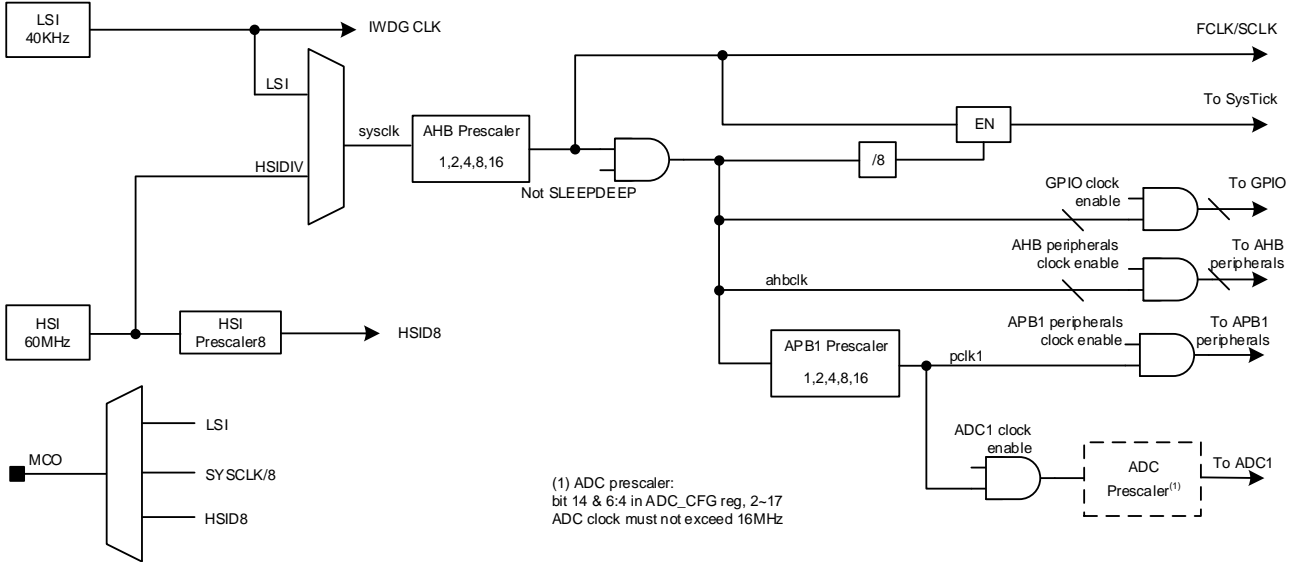 LSI
40KHz
IWDG CLK
FCLK/SCLK
LSI
To SysTick
sysclk
AHB Prescaler
1,2,4,8,16
EN
/8
HSIDIV
Not SLEEPDEEP
GPIO clock
enable
To GPIO
AHB peripherals
clock enable
To AHB
peripherals
ahbclk
HSI
60MHz
HSI
Prescaler8
HSID8
APB1 peripherals
clock enable
To APB1
peripherals
APB1 Prescaler
1,2,4,8,16
pclk1
LSI
MCO
SYSCLK/8
HSID8
ADC1 clock
enable
ADC
Prescaler(1)
To ADC1
(1) ADC prescaler:
bit 14 & 6:4 in ADC_CFG reg, 2~17
ADC clock must not exceed 16MHz